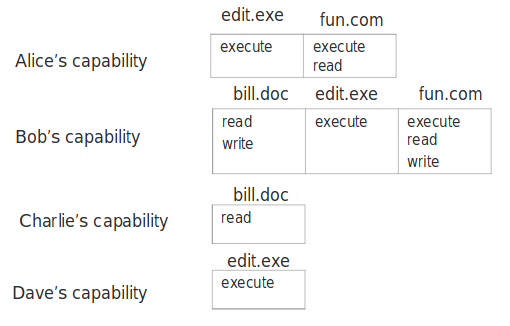 edit.exe fun.com
Alice’s capability
execute execute
read
bill.doc edit.exe fun.com
Bob’s capability
read execute execute
write read
write
bill.doc
Charlie’s capability
read
edit.exe
Dave’s capability
execute